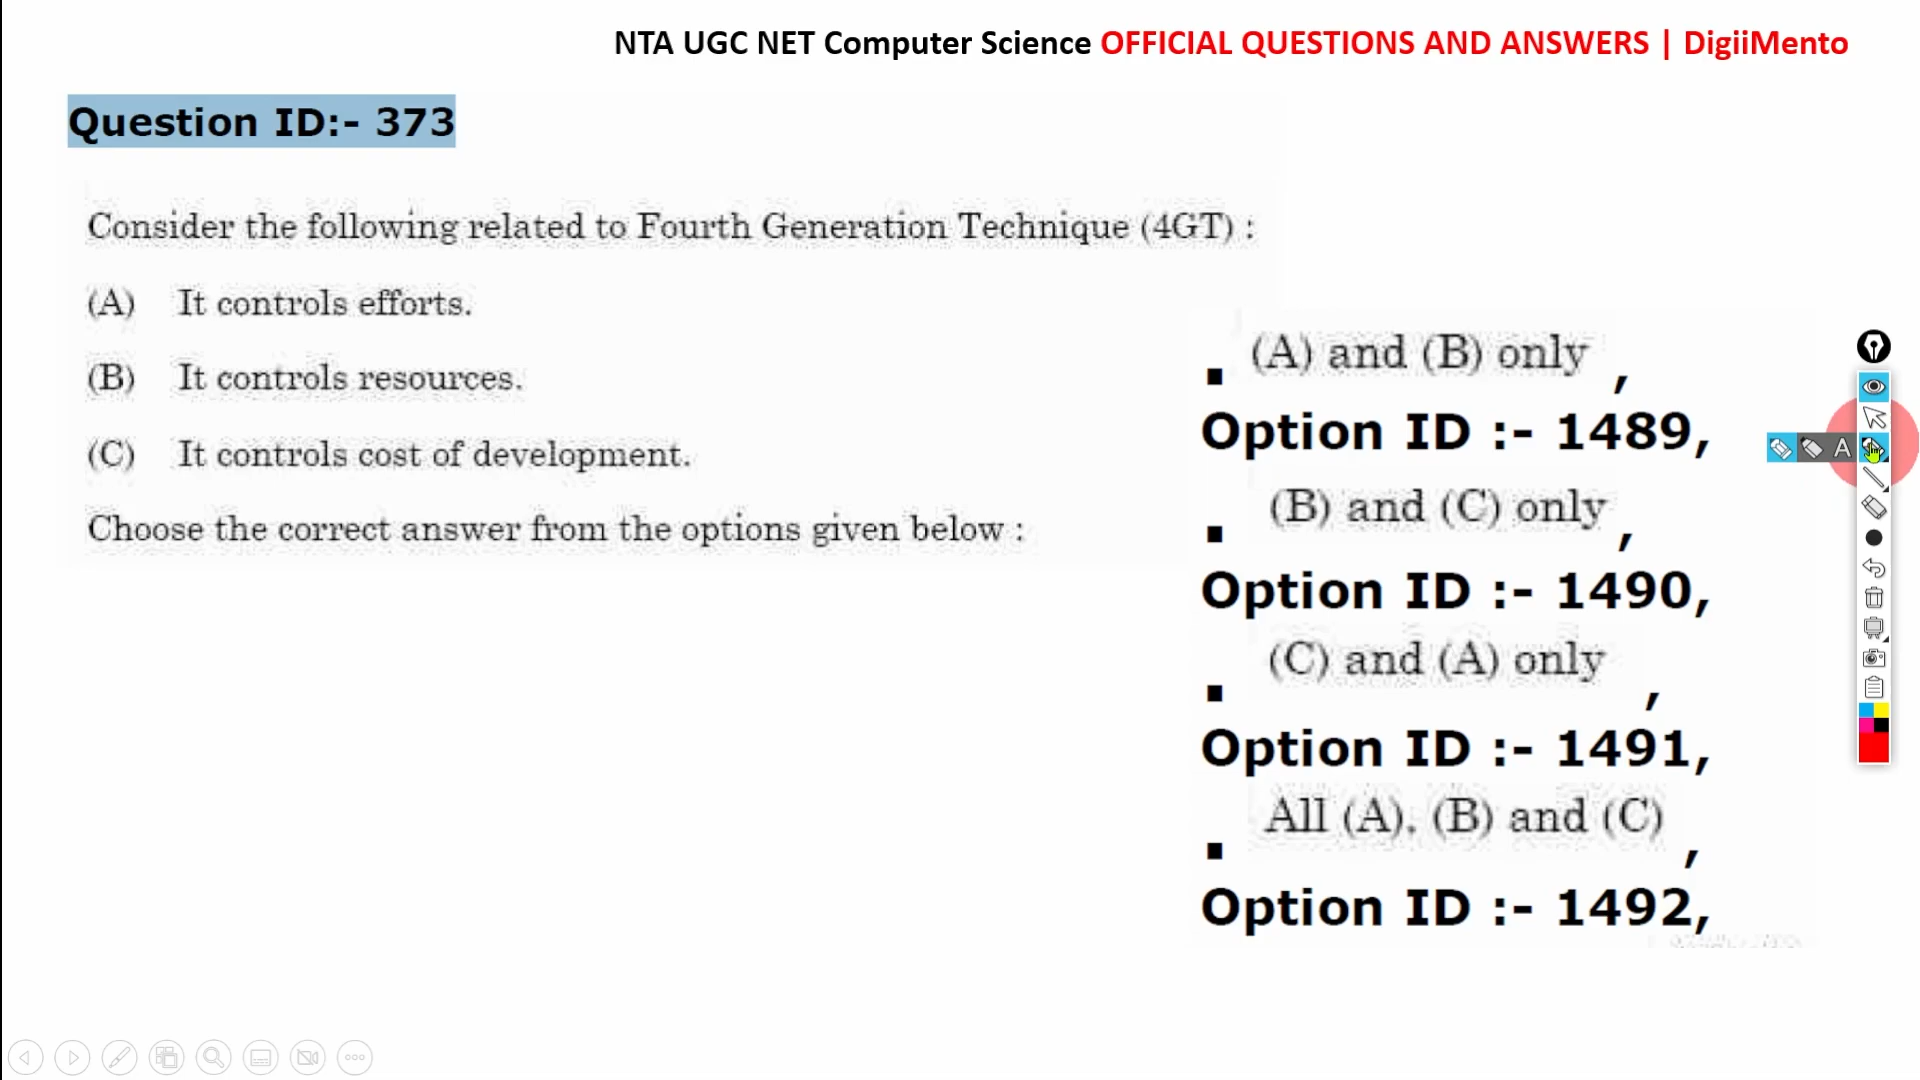 NTA UGC NET Computer Science OFFICIAL QUESTIONS AND ANSWERS | DigiiMento
Question ID:- 373
Consider the following related to Fourth Generation Technique (4GT) :
(A) It controls efforts.
(B) It controls resources.
(C) It controls cost of development.
Choose the correct answer from the options given below :
(A) and (B) only ,
Option ID :- 1489,
(B) and (C) only ,
Option ID :- 1490,
(C) and (A) only ,
Option ID :- 1491,
All (A), (B) and (C) ,
Option ID :- 1492,
A